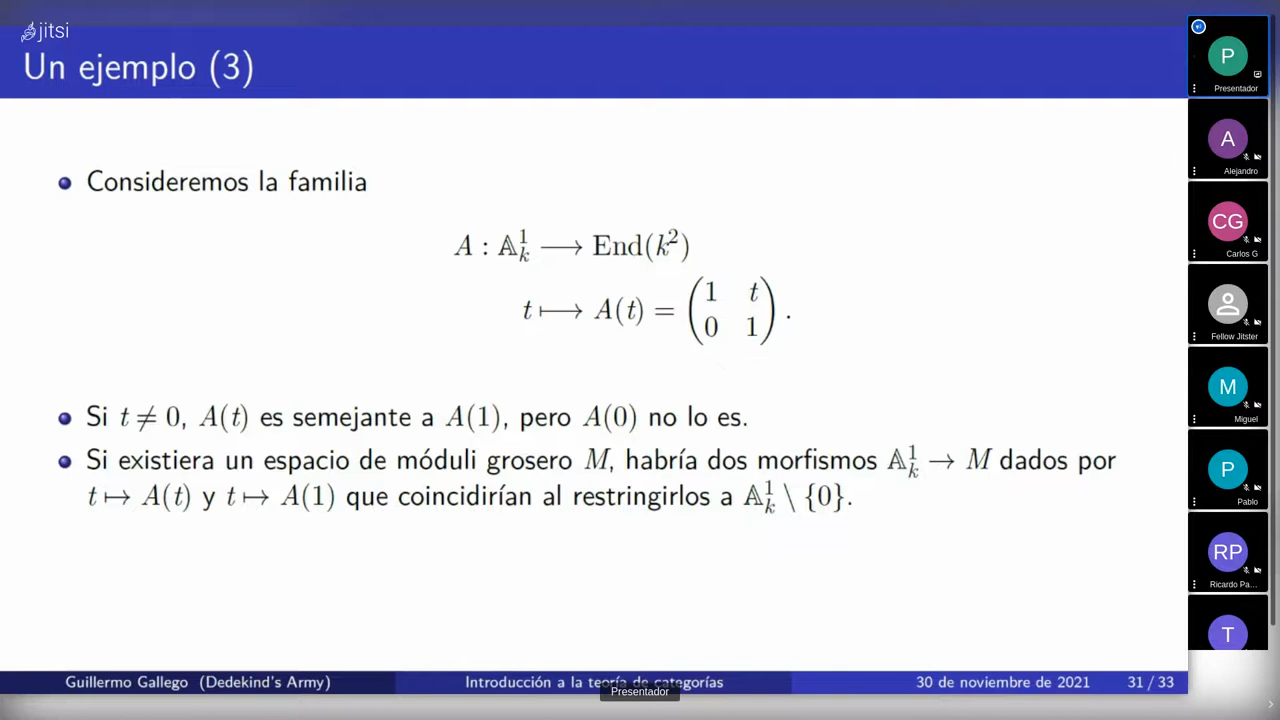 jitsi
Un ejemplo (3)
Consideremos la familia
A : 𝔸¹ₖ ⟶ End(k²)
t ⟼ A(t) = (1 t
0 1).
Si t ≠ 0, A(t) es semejante a A(1), pero A(0) no lo es.
Si existiera un espacio de móduli grosero M, habría dos morfismos 𝔸¹ₖ → M dados por
t ↦ A(t) y t ↦ A(1) que coincidirían al restringirlos a 𝔸¹ₖ \ {0}.
Guillermo Gallego (Dedekind's Army)
Introducción a la teoría de categorías
30 de noviembre de 2021
31 / 33
Presentador
P
Presentador
A
Alejandro
CG
Carlos G
Fellow Jitster
M
Miguel
P
Pablo
RP
Ricardo Pa...
T